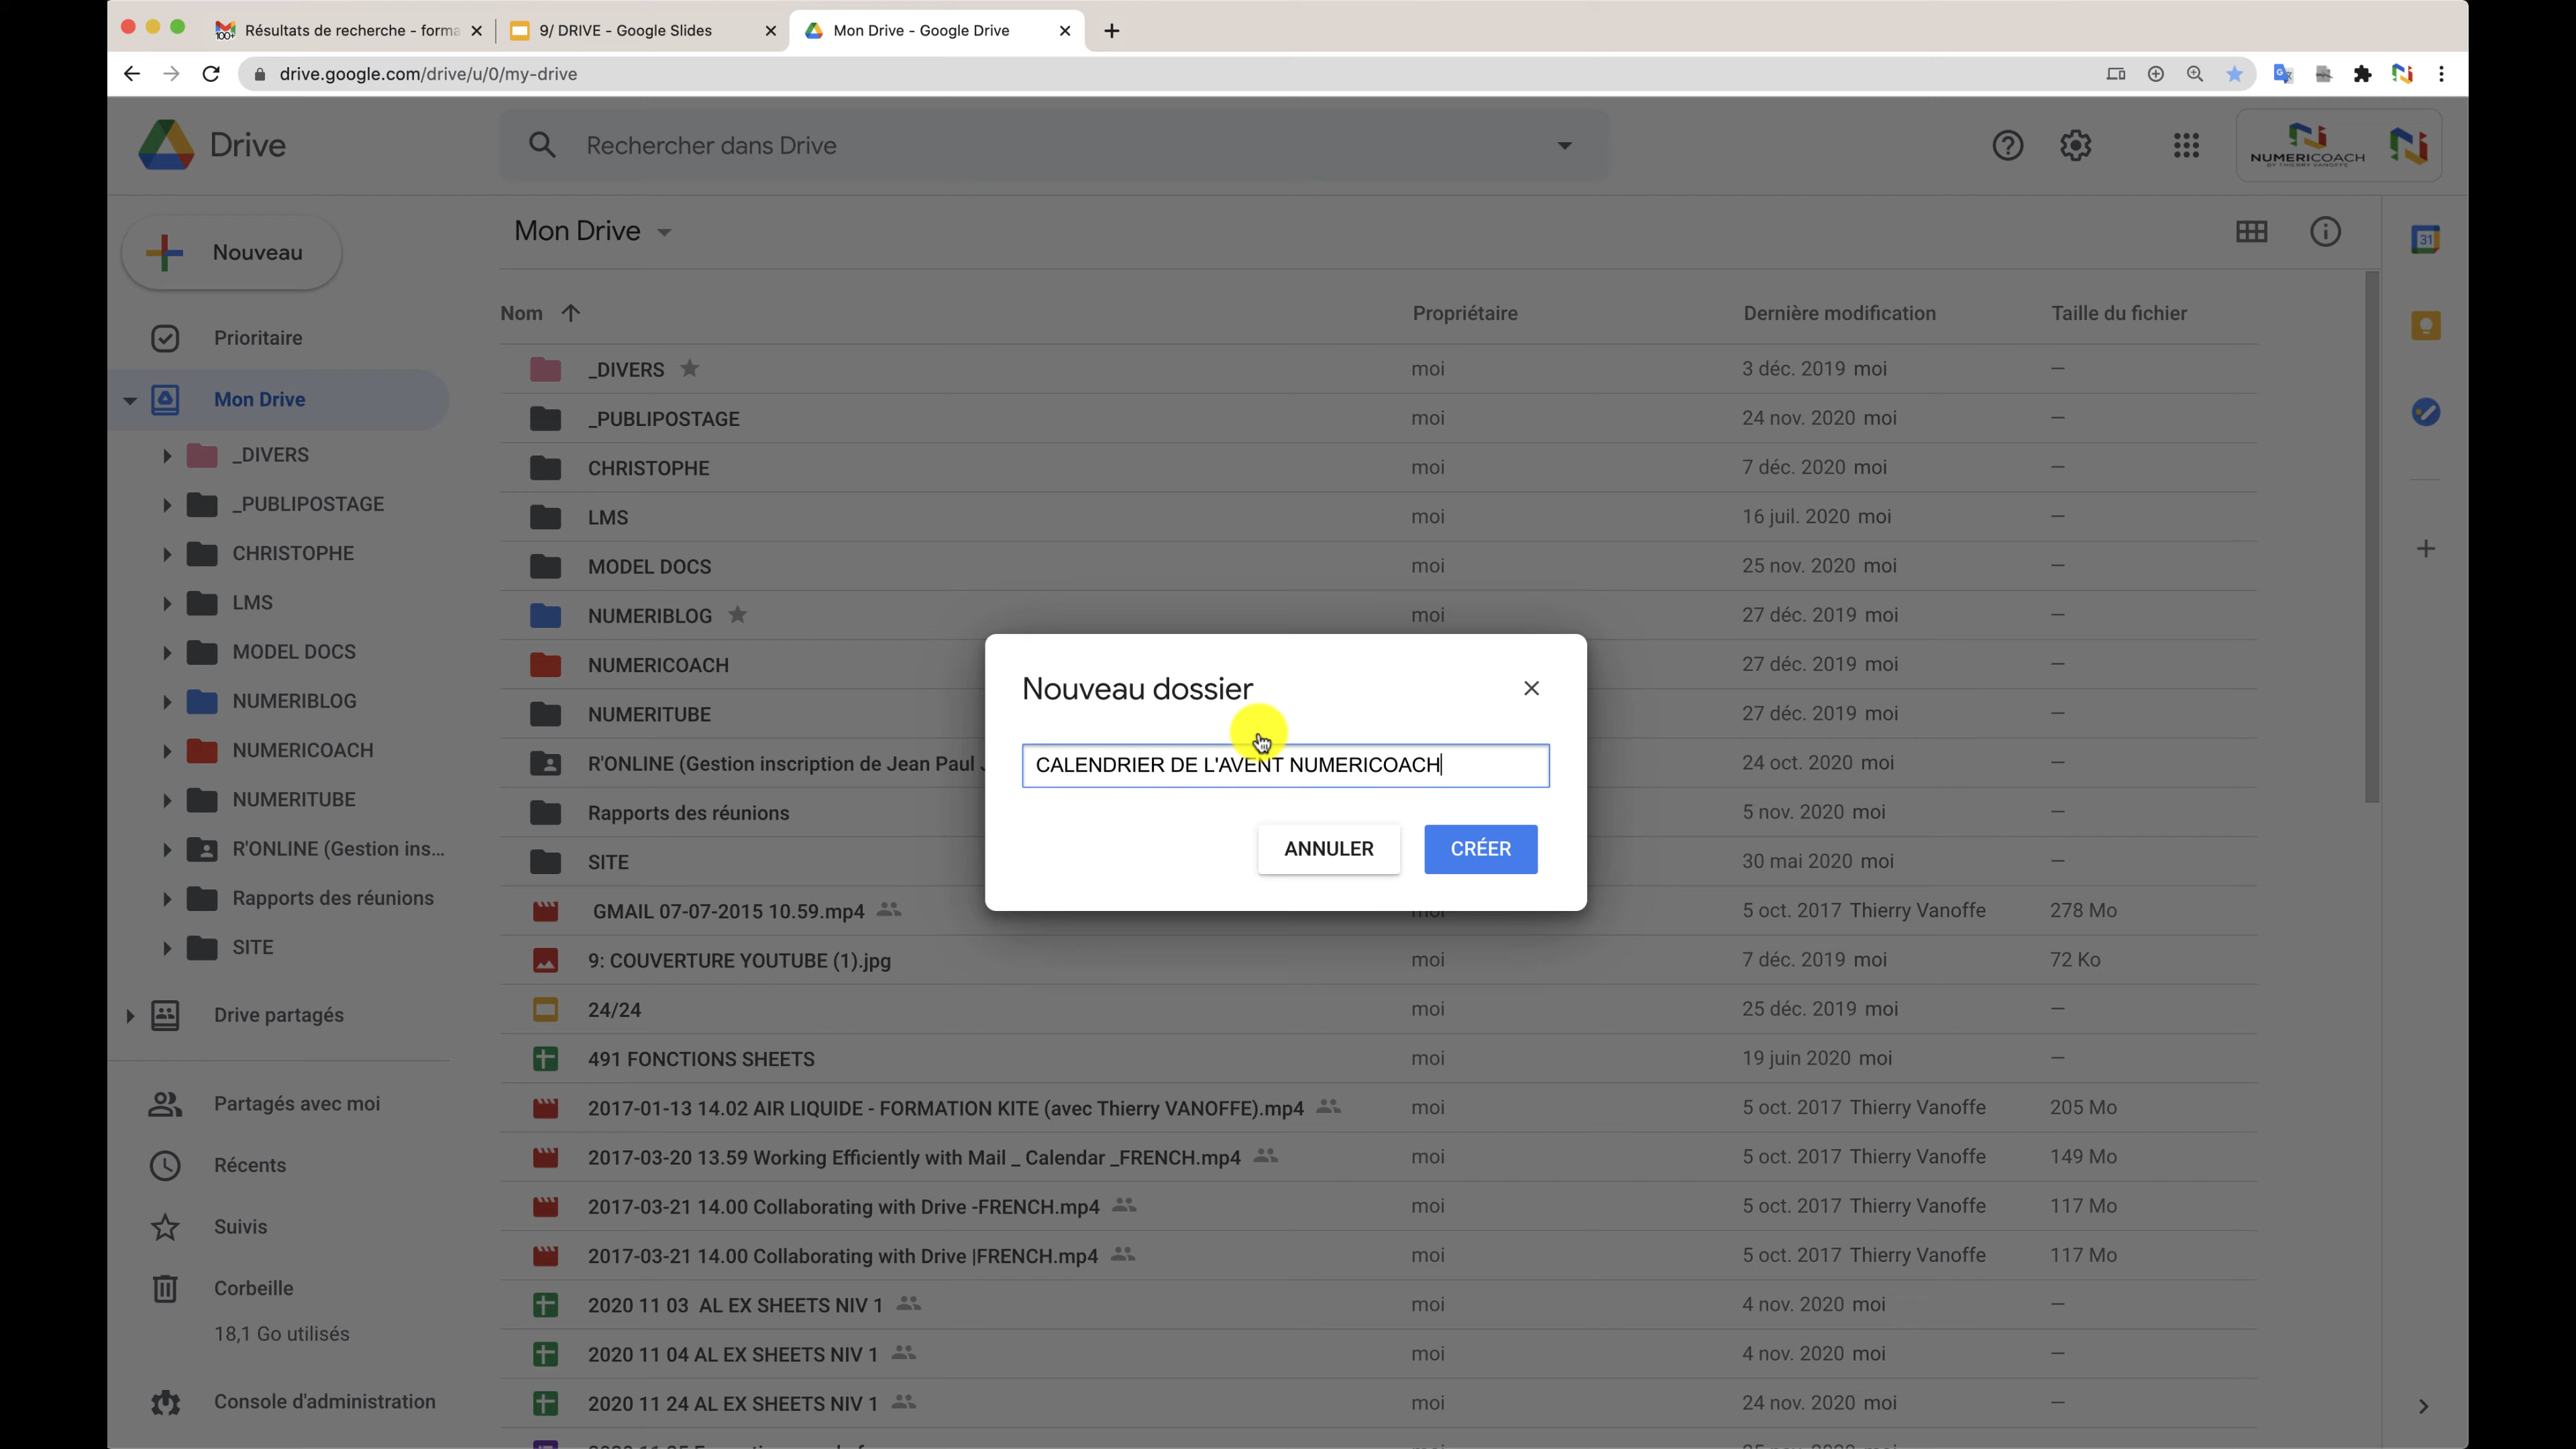 Résultats de recherche - forma
9/ DRIVE - Google Slides
Mon Drive - Google Drive
drive.google.com/drive/u/0/my-drive
Drive
Rechercher dans Drive
NUMERICOACH
BY THIERRY VANOFFE
Nouveau
Mon Drive
31
Nom
Propriétaire
Dernière modification
Taille du fichier
Prioritaire
Mon Drive
_DIVERS
_PUBLIPOSTAGE
CHRISTOPHE
LMS
MODEL DOCS
NUMERIBLOG
NUMERICOACH
NUMERITUBE
R'ONLINE (Gestion ins...
Rapports des réunions
SITE
Drive partagés
Partagés avec moi
Récents
Suivis
Corbeille
18,1 Go utilisés
Console d'administration
_DIVERS moi 3 déc. 2019 moi —
_PUBLIPOSTAGE moi 24 nov. 2020 moi —
CHRISTOPHE moi 7 déc. 2020 moi —
LMS moi 16 juil. 2020 moi —
MODEL DOCS moi 25 nov. 2020 moi —
NUMERIBLOG moi 27 déc. 2019 moi —
NUMERICOACH 27 déc. 2019 moi —
NUMERITUBE 27 déc. 2019 moi —
R'ONLINE (Gestion inscription de Jean Paul 24 oct. 2020 moi —
Rapports des réunions 5 nov. 2020 moi —
SITE 30 mai 2020 moi —
GMAIL 07-07-2015 10.59.mp4 moi 5 oct. 2017 Thierry Vanoffe 278 Mo
9: COUVERTURE YOUTUBE (1).jpg moi 7 déc. 2019 moi 72 Ko
24/24 moi 25 déc. 2019 moi —
491 FONCTIONS SHEETS moi 19 juin 2020 moi —
2017-01-13 14.02 AIR LIQUIDE - FORMATION KITE (avec Thierry VANOFFE).mp4 moi 5 oct. 2017 Thierry Vanoffe 205 Mo
2017-03-20 13.59 Working Efficiently with Mail _ Calendar _FRENCH.mp4 moi 5 oct. 2017 Thierry Vanoffe 149 Mo
2017-03-21 14.00 Collaborating with Drive -FRENCH.mp4 moi 5 oct. 2017 Thierry Vanoffe 117 Mo
2017-03-21 14.00 Collaborating with Drive |FRENCH.mp4 moi 5 oct. 2017 Thierry Vanoffe 117 Mo
2020 11 03 AL EX SHEETS NIV 1 moi 4 nov. 2020 moi —
2020 11 04 AL EX SHEETS NIV 1 moi 4 nov. 2020 moi —
2020 11 24 AL EX SHEETS NIV 1 moi 24 nov. 2020 moi —
Nouveau dossier
CALENDRIER DE L'AVENT NUMERICOACH
ANNULER
CRÉER